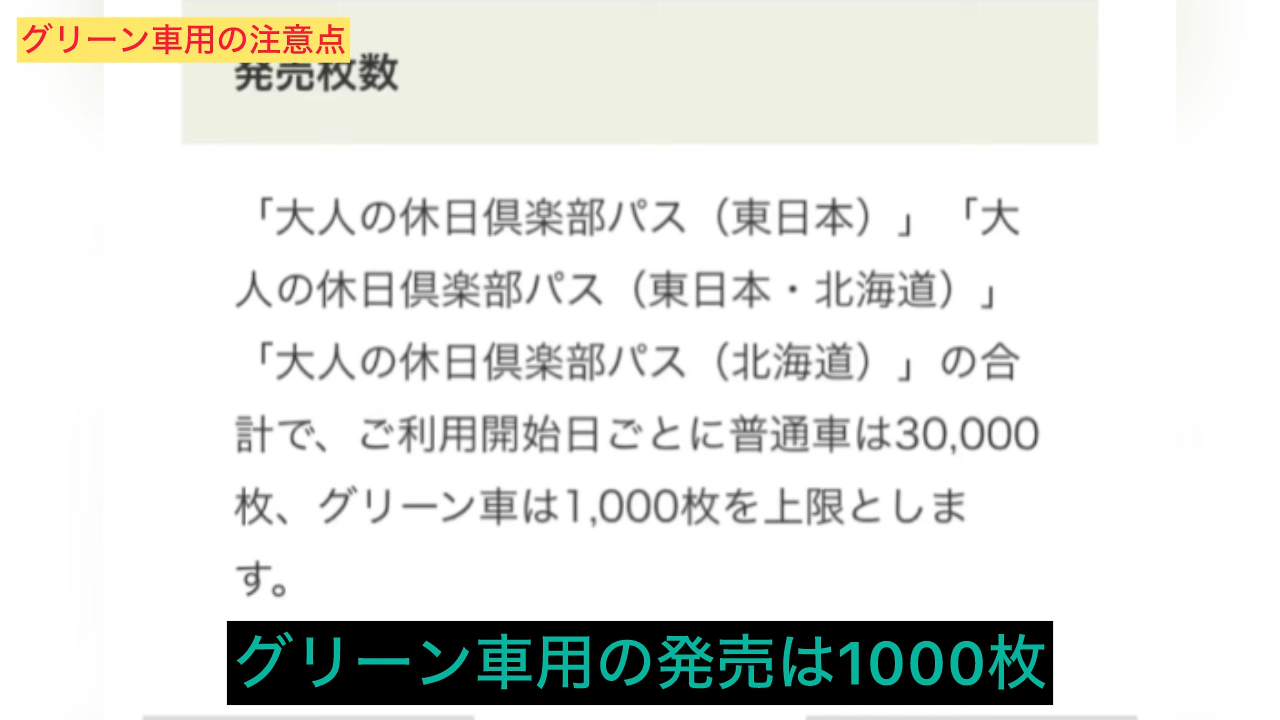 グリーン車用の注意点
発売枚数
「大人の休日倶楽部パス（東日本）」「大
人の休日倶楽部パス（東日本・北海道）」
「大人の休日倶楽部パス（北海道）」の合
計で、ご利用開始日ごとに普通車は30,000
枚、グリーン車は1,000枚を上限としま
す。
グリーン車用の発売は1000枚